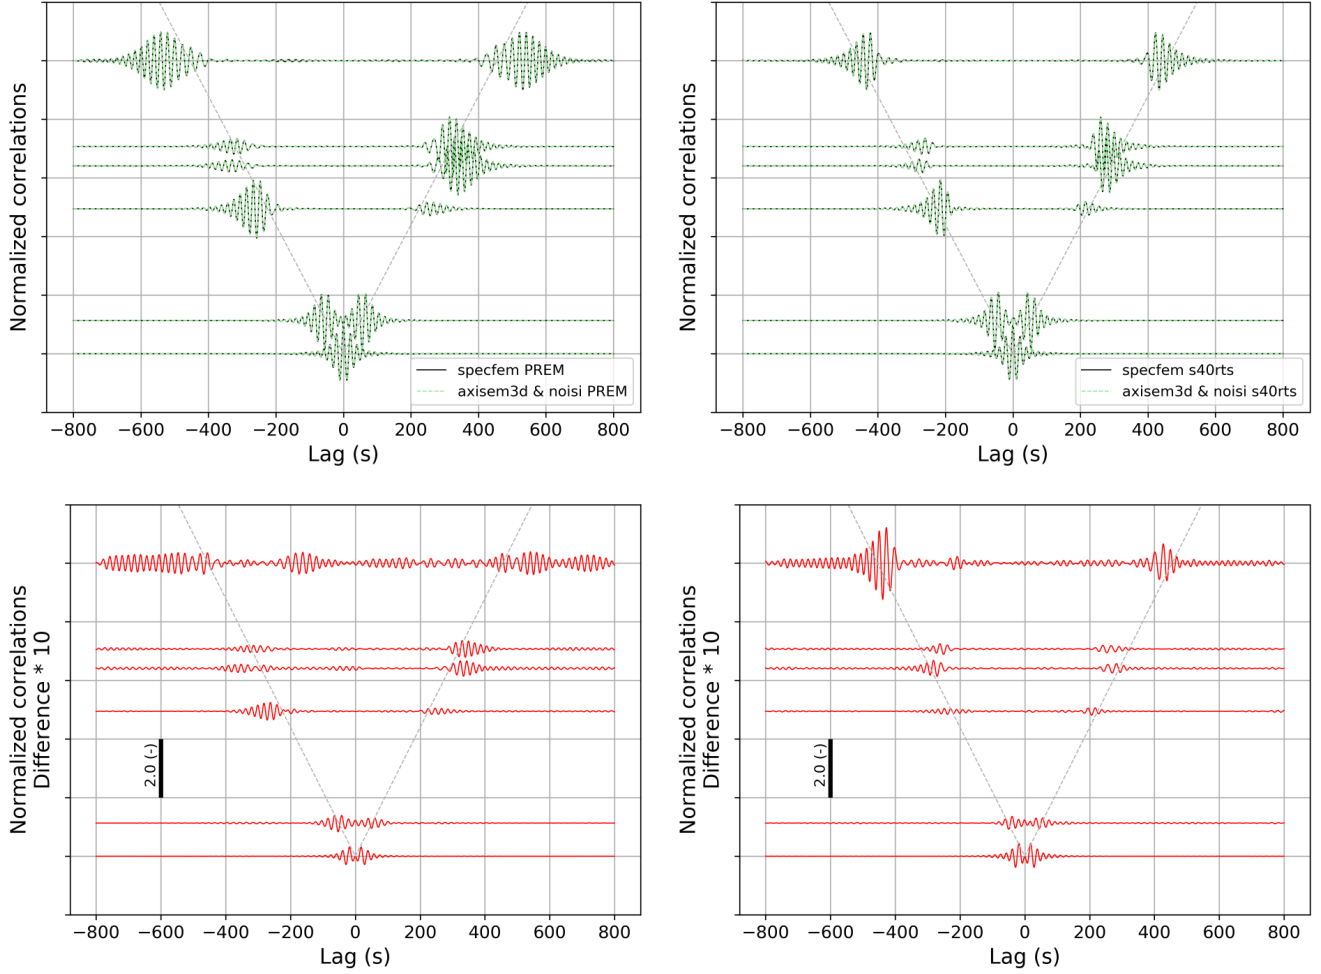 Normalized correlations
specfem PREM
axisem3d & noisi PREM
−800 −600 −400 −200 0 200 400 600 800
Lag (s)
Normalized correlations
specfem s40rts
axisem3d & noisi s40rts
−800 −600 −400 −200 0 200 400 600 800
Lag (s)
Normalized correlations
Difference * 10
2.0 (-)
−800 −600 −400 −200 0 200 400 600 800
Lag (s)
Normalized correlations
Difference * 10
2.0 (-)
−800 −600 −400 −200 0 200 400 600 800
Lag (s)